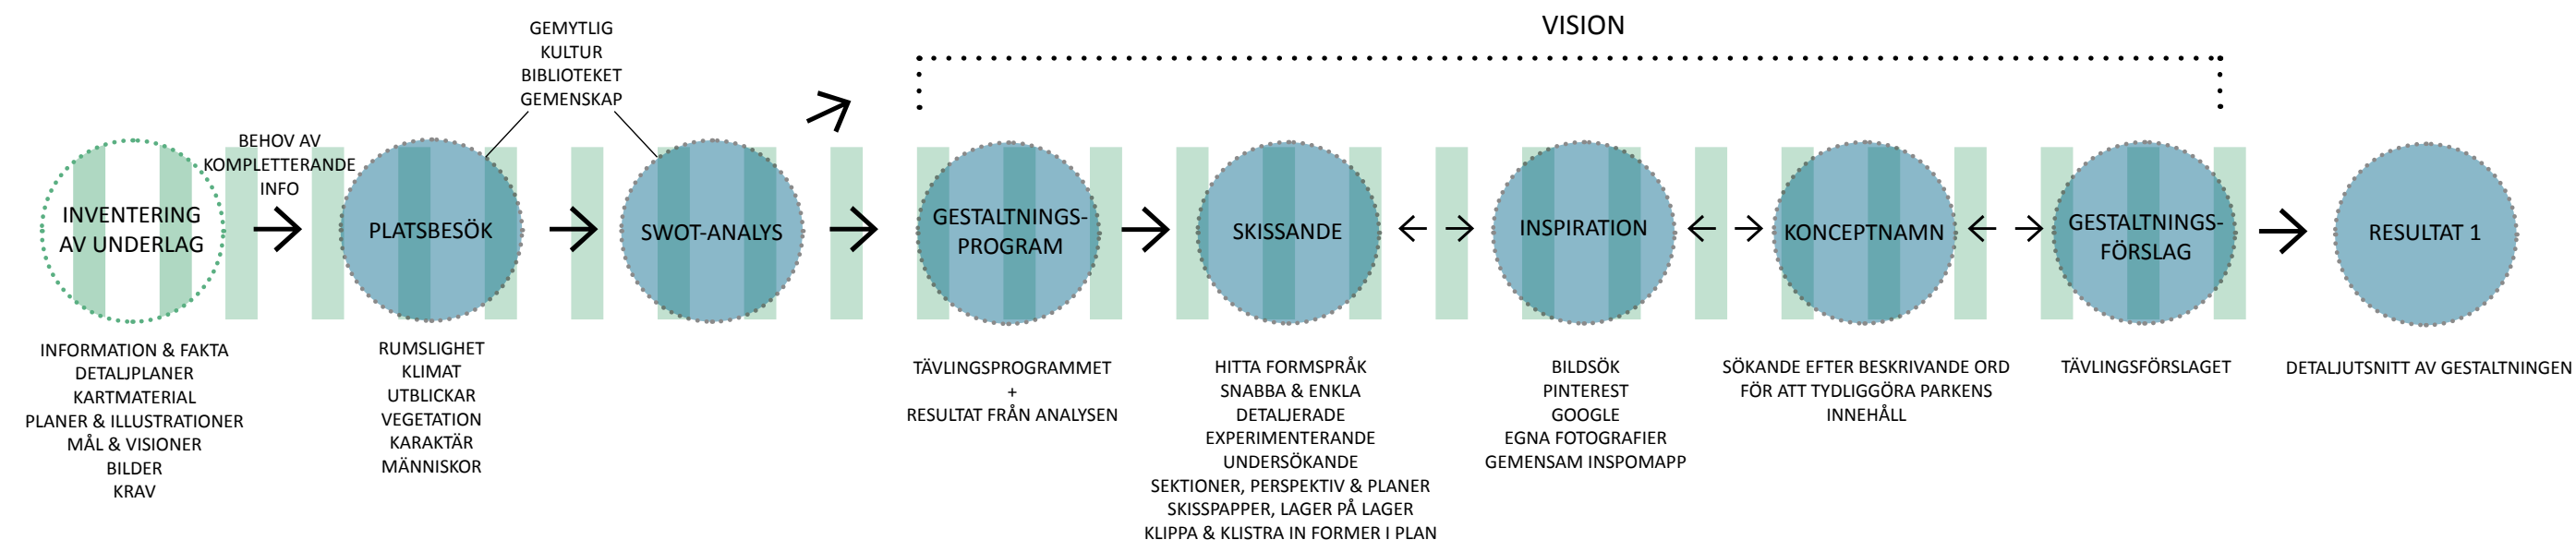 VISION
GEMYTLIG
KULTUR
BIBLIOTEKET
GEMENSKAP
BEHOV AV
KOMPLETTERANDE
INFO
INVENTERING
AV UNDERLAG
PLATSBESÖK
SWOT-ANALYS
GESTALTNINGS-
PROGRAM
SKISSANDE
INSPIRATION
KONCEPTNAMN
GESTALTNINGS-
FÖRSLAG
RESULTAT 1
INFORMATION & FAKTA
DETALJPLANER
KARTMATERIAL
PLANER & ILLUSTRATIONER
MÅL & VISIONER
BILDER
KRAV
RUMSLIGHET
KLIMAT
UTBLICKAR
VEGETATION
KARAKTÄR
MÄNNISKOR
TÄVLINGSPROGRAMMET
+
RESULTAT FRÅN ANALYSEN
HITTA FORMSPRÅK
SNABBA & ENKLA
DETALJERADE
EXPERIMENTERANDE
UNDERSÖKANDE
SEKTIONER, PERSPEKTIV & PLANER
SKISSPAPPER, LAGER PÅ LAGER
KLIPPA & KLISTRA IN FORMER I PLAN
BILDSÖK
PINTEREST
GOOGLE
EGNA FOTOGRAFIER
GEMENSAM INSPOMAPP
SÖKANDE EFTER BESKRIVANDE ORD
FÖR ATT TYDLIGGÖRA PARKENS
INNEHÅLL
TÄVLINGSFÖRSLAGET
DETALJUTSNITT AV GESTALTNINGEN